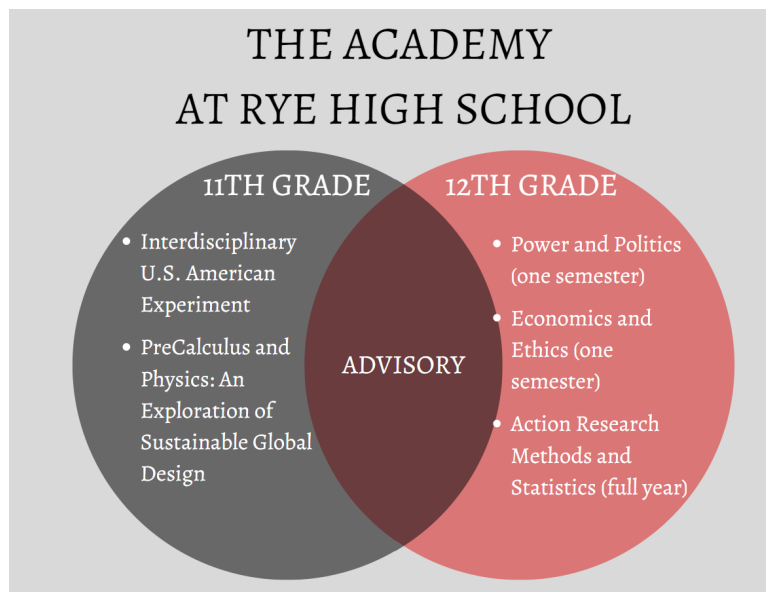 THE ACADEMY
AT RYE HIGH SCHOOL
11TH GRADE
• Interdisciplinary
U.S. American
Experiment
• PreCalculus and
Physics: An
Exploration of
Sustainable Global
Design
ADVISORY
12TH GRADE
• Power and Politics
(one semester)
• Economics and
Ethics (one
semester)
• Action Research
Methods and
Statistics (full year)